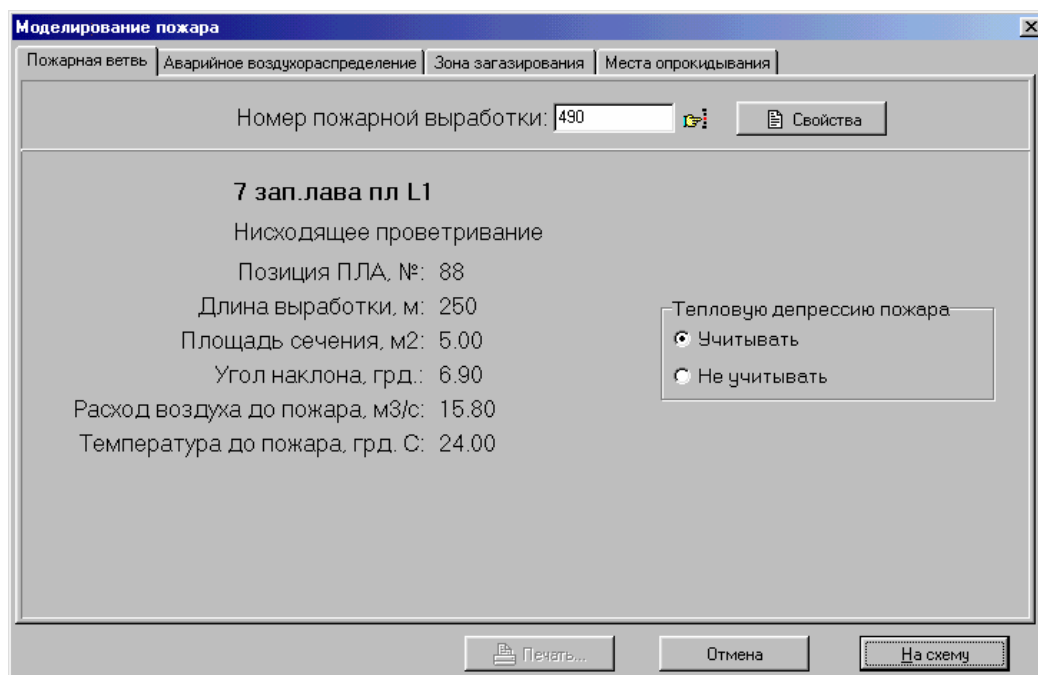 Моделирование пожара
Пожарная ветвь Аварийное воздухораспределение Зона загазирования Места опрокидывания
Номер пожарной выработки: 490 Свойства
7 зап.лава пл L1
Нисходящее проветривание
Позиция ПЛА, №: 88
Длина выработки, м: 250
Площадь сечения, м2: 5.00
Угол наклона, грд.: 6.90
Расход воздуха до пожара, м3/с: 15.80
Температура до пожара, грд. С: 24.00
Тепловую депрессию пожара
Учитывать
Не учитывать
Печать... Отмена На схему